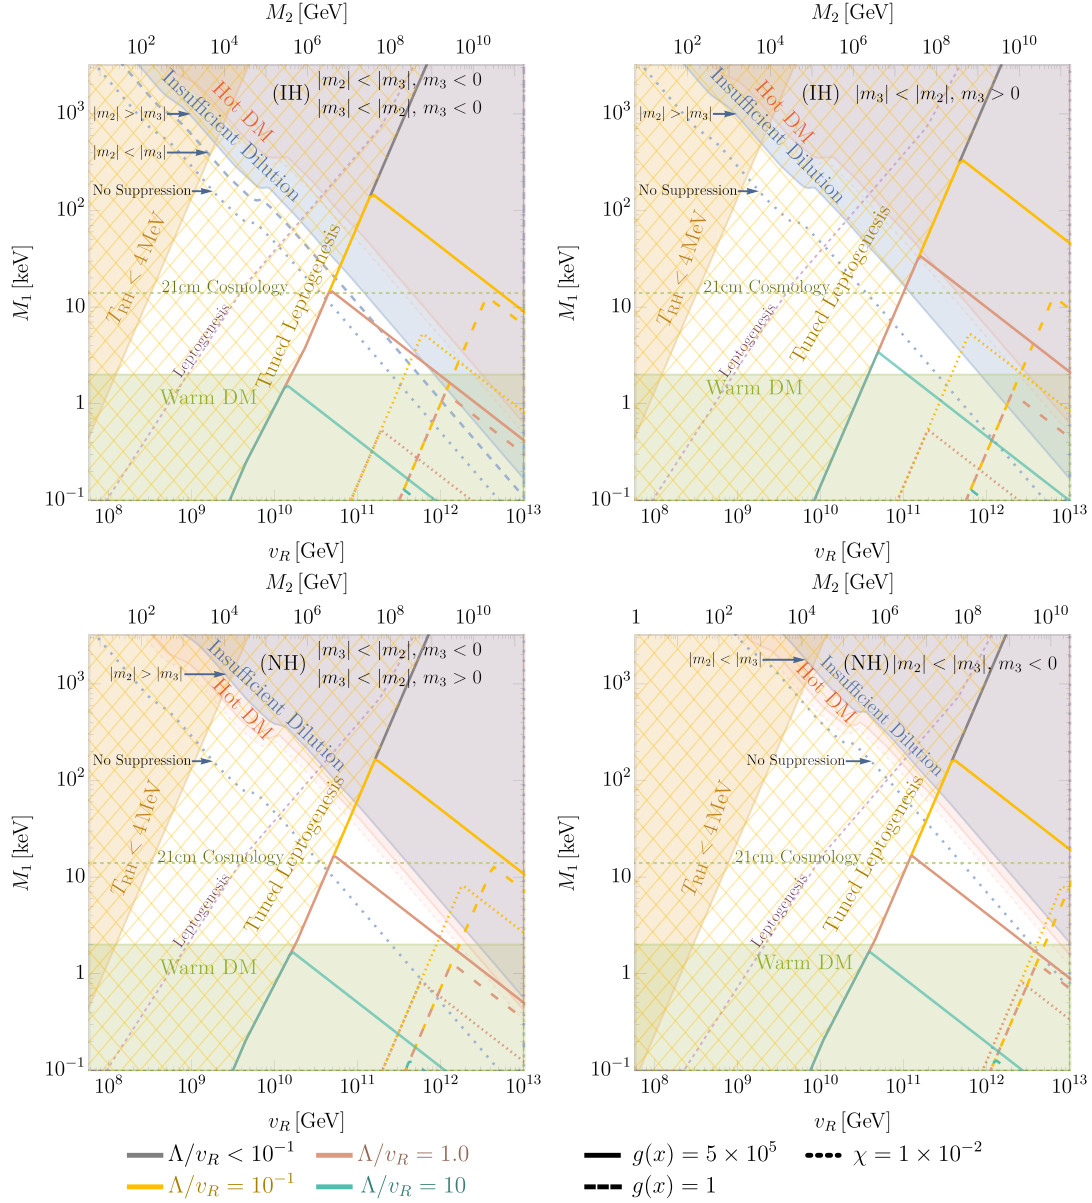 M₂ [GeV]
10² 10⁴ 10⁶ 10⁸ 10¹⁰
(IH) |m₂| < |m₃|, m₃ < 0
|m₃| < |m₂|, m₃ < 0
Insufficient Dilution
Hot DM
|m₂| > |m₃|
|m₂| < |m₃|
No Suppression
T_RH < 4 MeV
Tuned Leptogenesis
21cm Cosmology
Leptogenesis
Warm DM
M₁ [keV]
10³
10²
10
1
10⁻¹
10⁸ 10⁹ 10¹⁰ 10¹¹ 10¹² 10¹³
v_R [GeV]
M₂ [GeV]
10² 10⁴ 10⁶ 10⁸ 10¹⁰
(IH) |m₃| < |m₂|, m₃ > 0
Insufficient Dilution
Hot DM
|m₂| > |m₃|
No Suppression
T_RH < 4 MeV
Tuned Leptogenesis
21cm Cosmology
Leptogenesis
Warm DM
M₁ [keV]
10³
10²
10
1
10⁻¹
10⁸ 10⁹ 10¹⁰ 10¹¹ 10¹² 10¹³
v_R [GeV]
M₂ [GeV]
10² 10⁴ 10⁶ 10⁸ 10¹⁰
(NH) |m₃| < |m₂|, m₃ < 0
|m₃| < |m₂|, m₃ > 0
Insufficient Dilution
Hot DM
|m₂| > |m₃|
No Suppression
T_RH < 4 MeV
Tuned Leptogenesis
21cm Cosmology
Leptogenesis
Warm DM
M₁ [keV]
10³
10²
10
1
10⁻¹
10⁸ 10⁹ 10¹⁰ 10¹¹ 10¹² 10¹³
v_R [GeV]
M₂ [GeV]
1 10² 10⁴ 10⁶ 10⁸ 10¹⁰
(NH) |m₂| < |m₃|, m₃ < 0
Insufficient Dilution
Hot DM
|m₂| < |m₃|
No Suppression
T_RH < 4 MeV
Tuned Leptogenesis
21cm Cosmology
Leptogenesis
Warm DM
M₁ [keV]
10³
10²
10
1
10⁻¹
10⁸ 10⁹ 10¹⁰ 10¹¹ 10¹² 10¹³
v_R [GeV]
Λ/v_R < 10⁻¹ Λ/v_R = 1.0 g(x) = 5 × 10⁵ χ = 1 × 10⁻²
Λ/v_R = 10⁻¹ Λ/v_R = 10 g(x) = 1